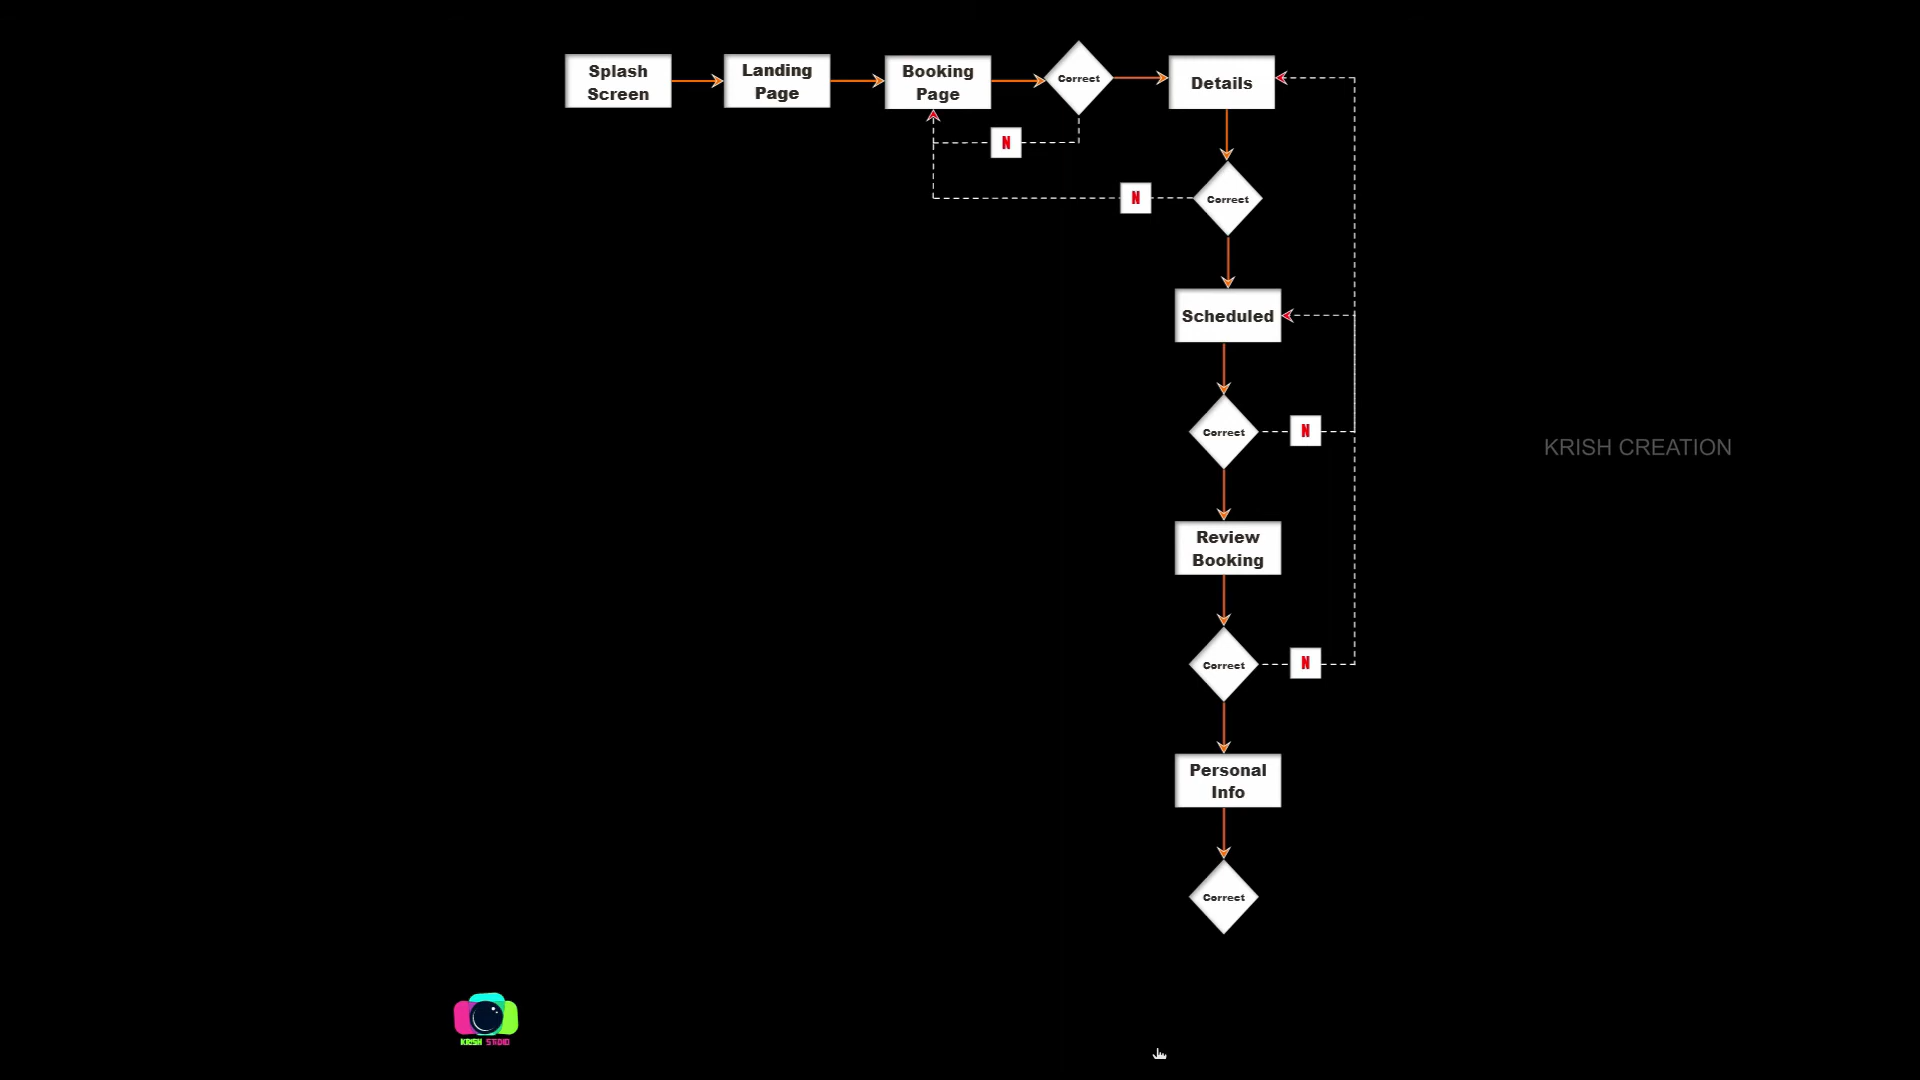 Splash
Screen
Landing
Page
Booking
Page
Correct
Details
N
N
Correct
Scheduled
Correct
N
KRISH CREATION
Review
Booking
Correct
N
Personal
Info
Correct
KRISH STUDIO